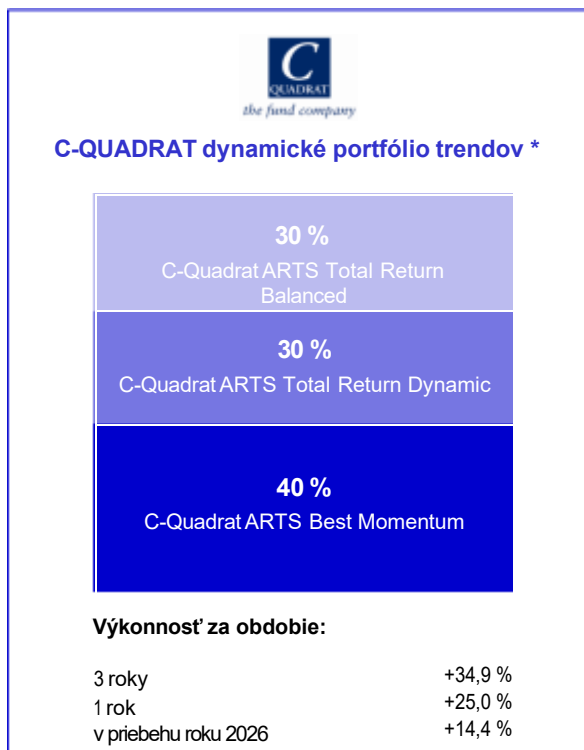 C
QUADRAT
the fund company
C-QUADRAT dynamické portfólio trendov *
30 %
C-Quadrat ARTS Total Return
Balanced
30 %
C-Quadrat ARTS Total Return Dynamic
40 %
C-Quadrat ARTS Best Momentum
Výkonnosť za obdobie:
3 roky +34,9 %
1 rok +25,0 %
v priebehu roku 2026 +14,4 %